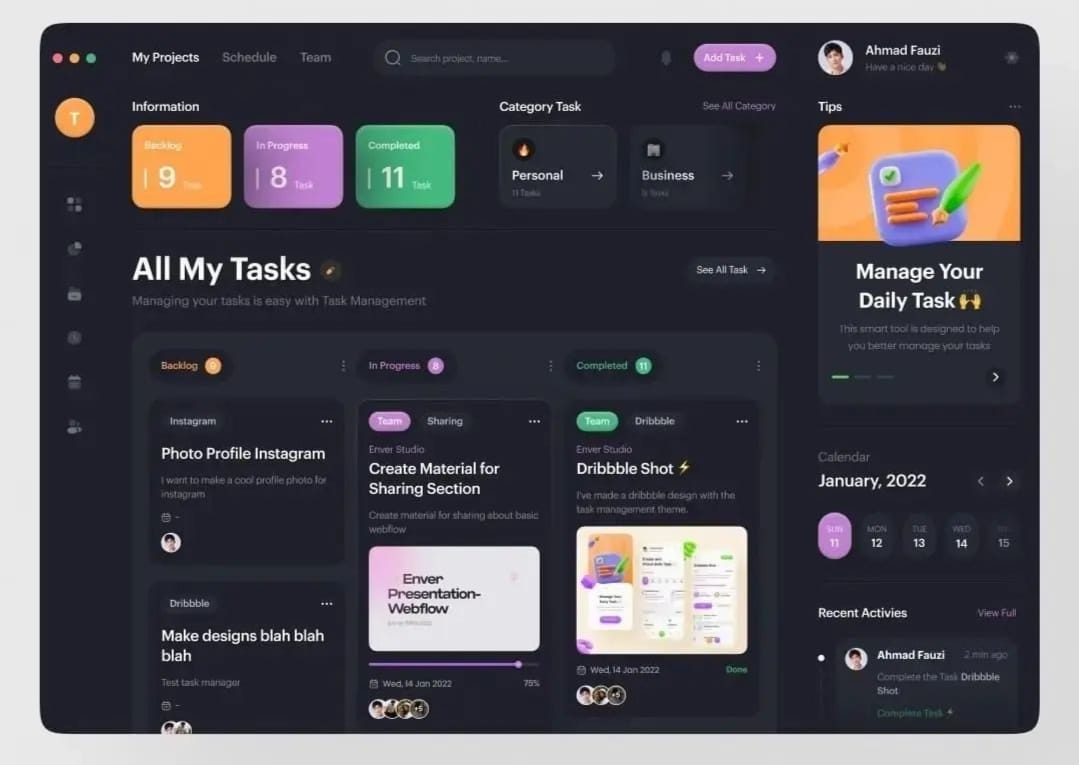 My Projects
Schedule
Team
Search project, name...
Add Task +
Ahmad Fauzi
Have a nice day 👋
T
Information
Backlog
9 Task
In Progress
8 Task
Completed
11 Task
Category Task
See All Category
🔥
Personal →
11 Tasks
Business →
Tasks
Tips
Manage Your
Daily Task 🙌
This smart tool is designed to help
you better manage your tasks
All My Tasks
Managing your tasks is easy with Task Management
See All Task →
Backlog 9
Instagram
Photo Profile Instagram
I want to make a cool profile photo for
instagram
-
Dribbble
Make designs blah blah
blah
Test task manager
-
In Progress 8
Team
Sharing
Enver Studio
Create Material for
Sharing Section
Create material for sharing about basic
webflow
Enver
Presentation-
Webflow
Wed, 14 Jan 2022
75%
+5
Completed 11
Team
Dribbble
Enver Studio
Dribbble Shot ⚡
I've made a dribbble design with the
task management theme.
Manage Your
Wed, 14 Jan 2022
Done
+5
Calendar
January, 2022
SUN
11
MON
12
TUE
13
WED
14
15
Recent Activies
View Full
Ahmad Fauzi
2 min ago
Complete the Task Dribbble
Shot
Complete Task ⚡